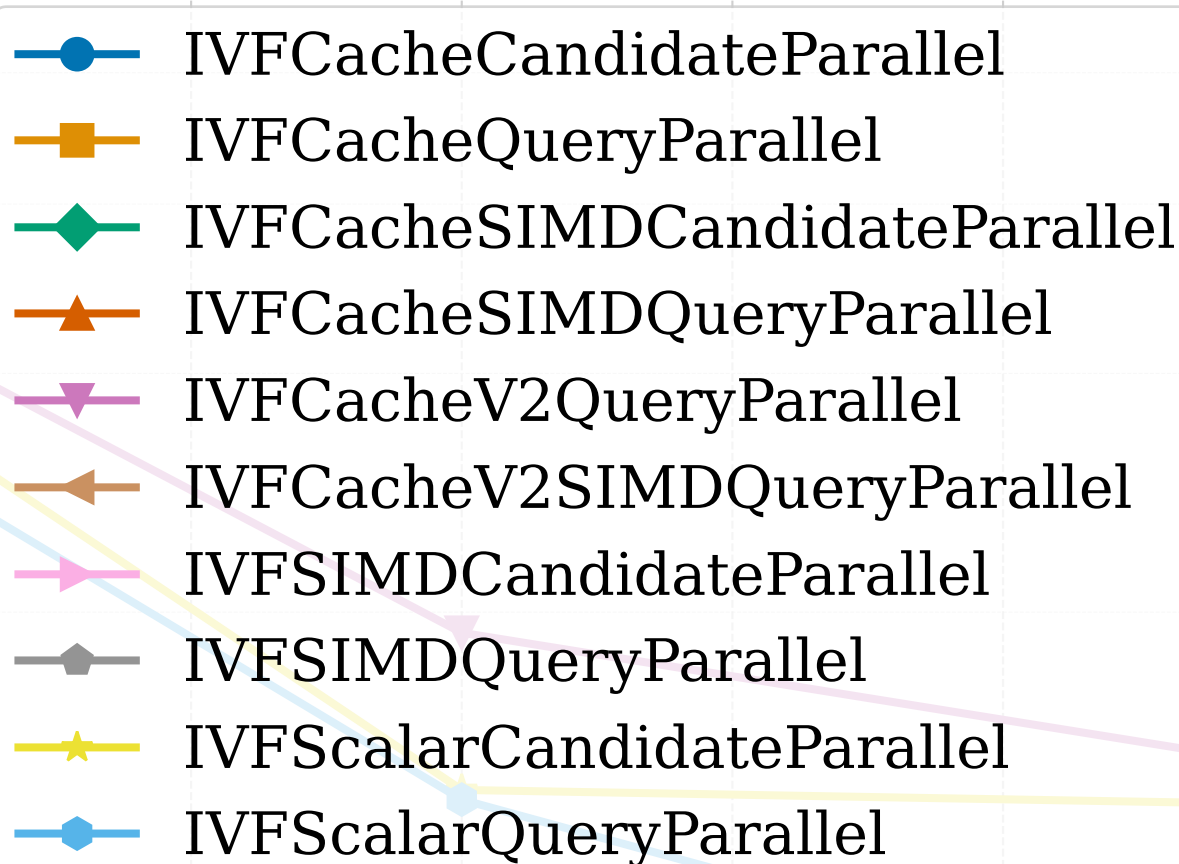 IVFCacheCandidateParallel
IVFCacheQueryParallel
IVFCacheSIMDCandidateParallel
IVFCacheSIMDQueryParallel
IVFCacheV2QueryParallel
IVFCacheV2SIMDQueryParallel
IVFSIMDCandidateParallel
IVFSIMDQueryParallel
IVFScalarCandidateParallel
IVFScalarQueryParallel